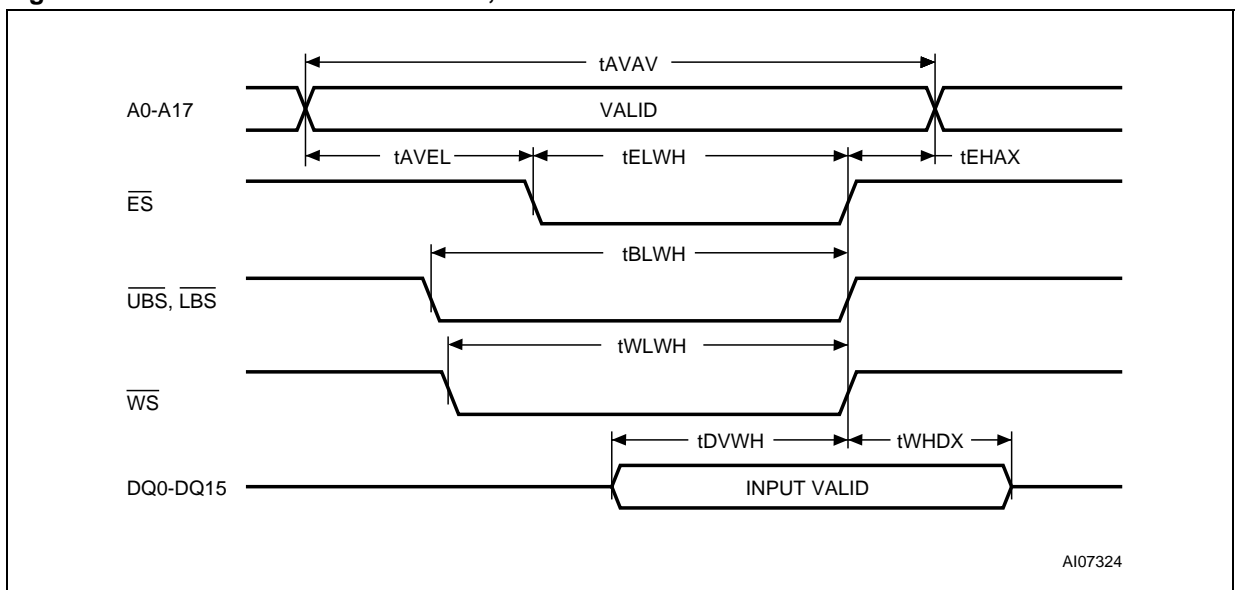 tAVAV
A0-A17 VALID
tAVEL tELWH tEHAX
ES
tBLWH
UBS, LBS
tWLWH
WS
tDVWH tWHDX
DQ0-DQ15 INPUT VALID
AI07324